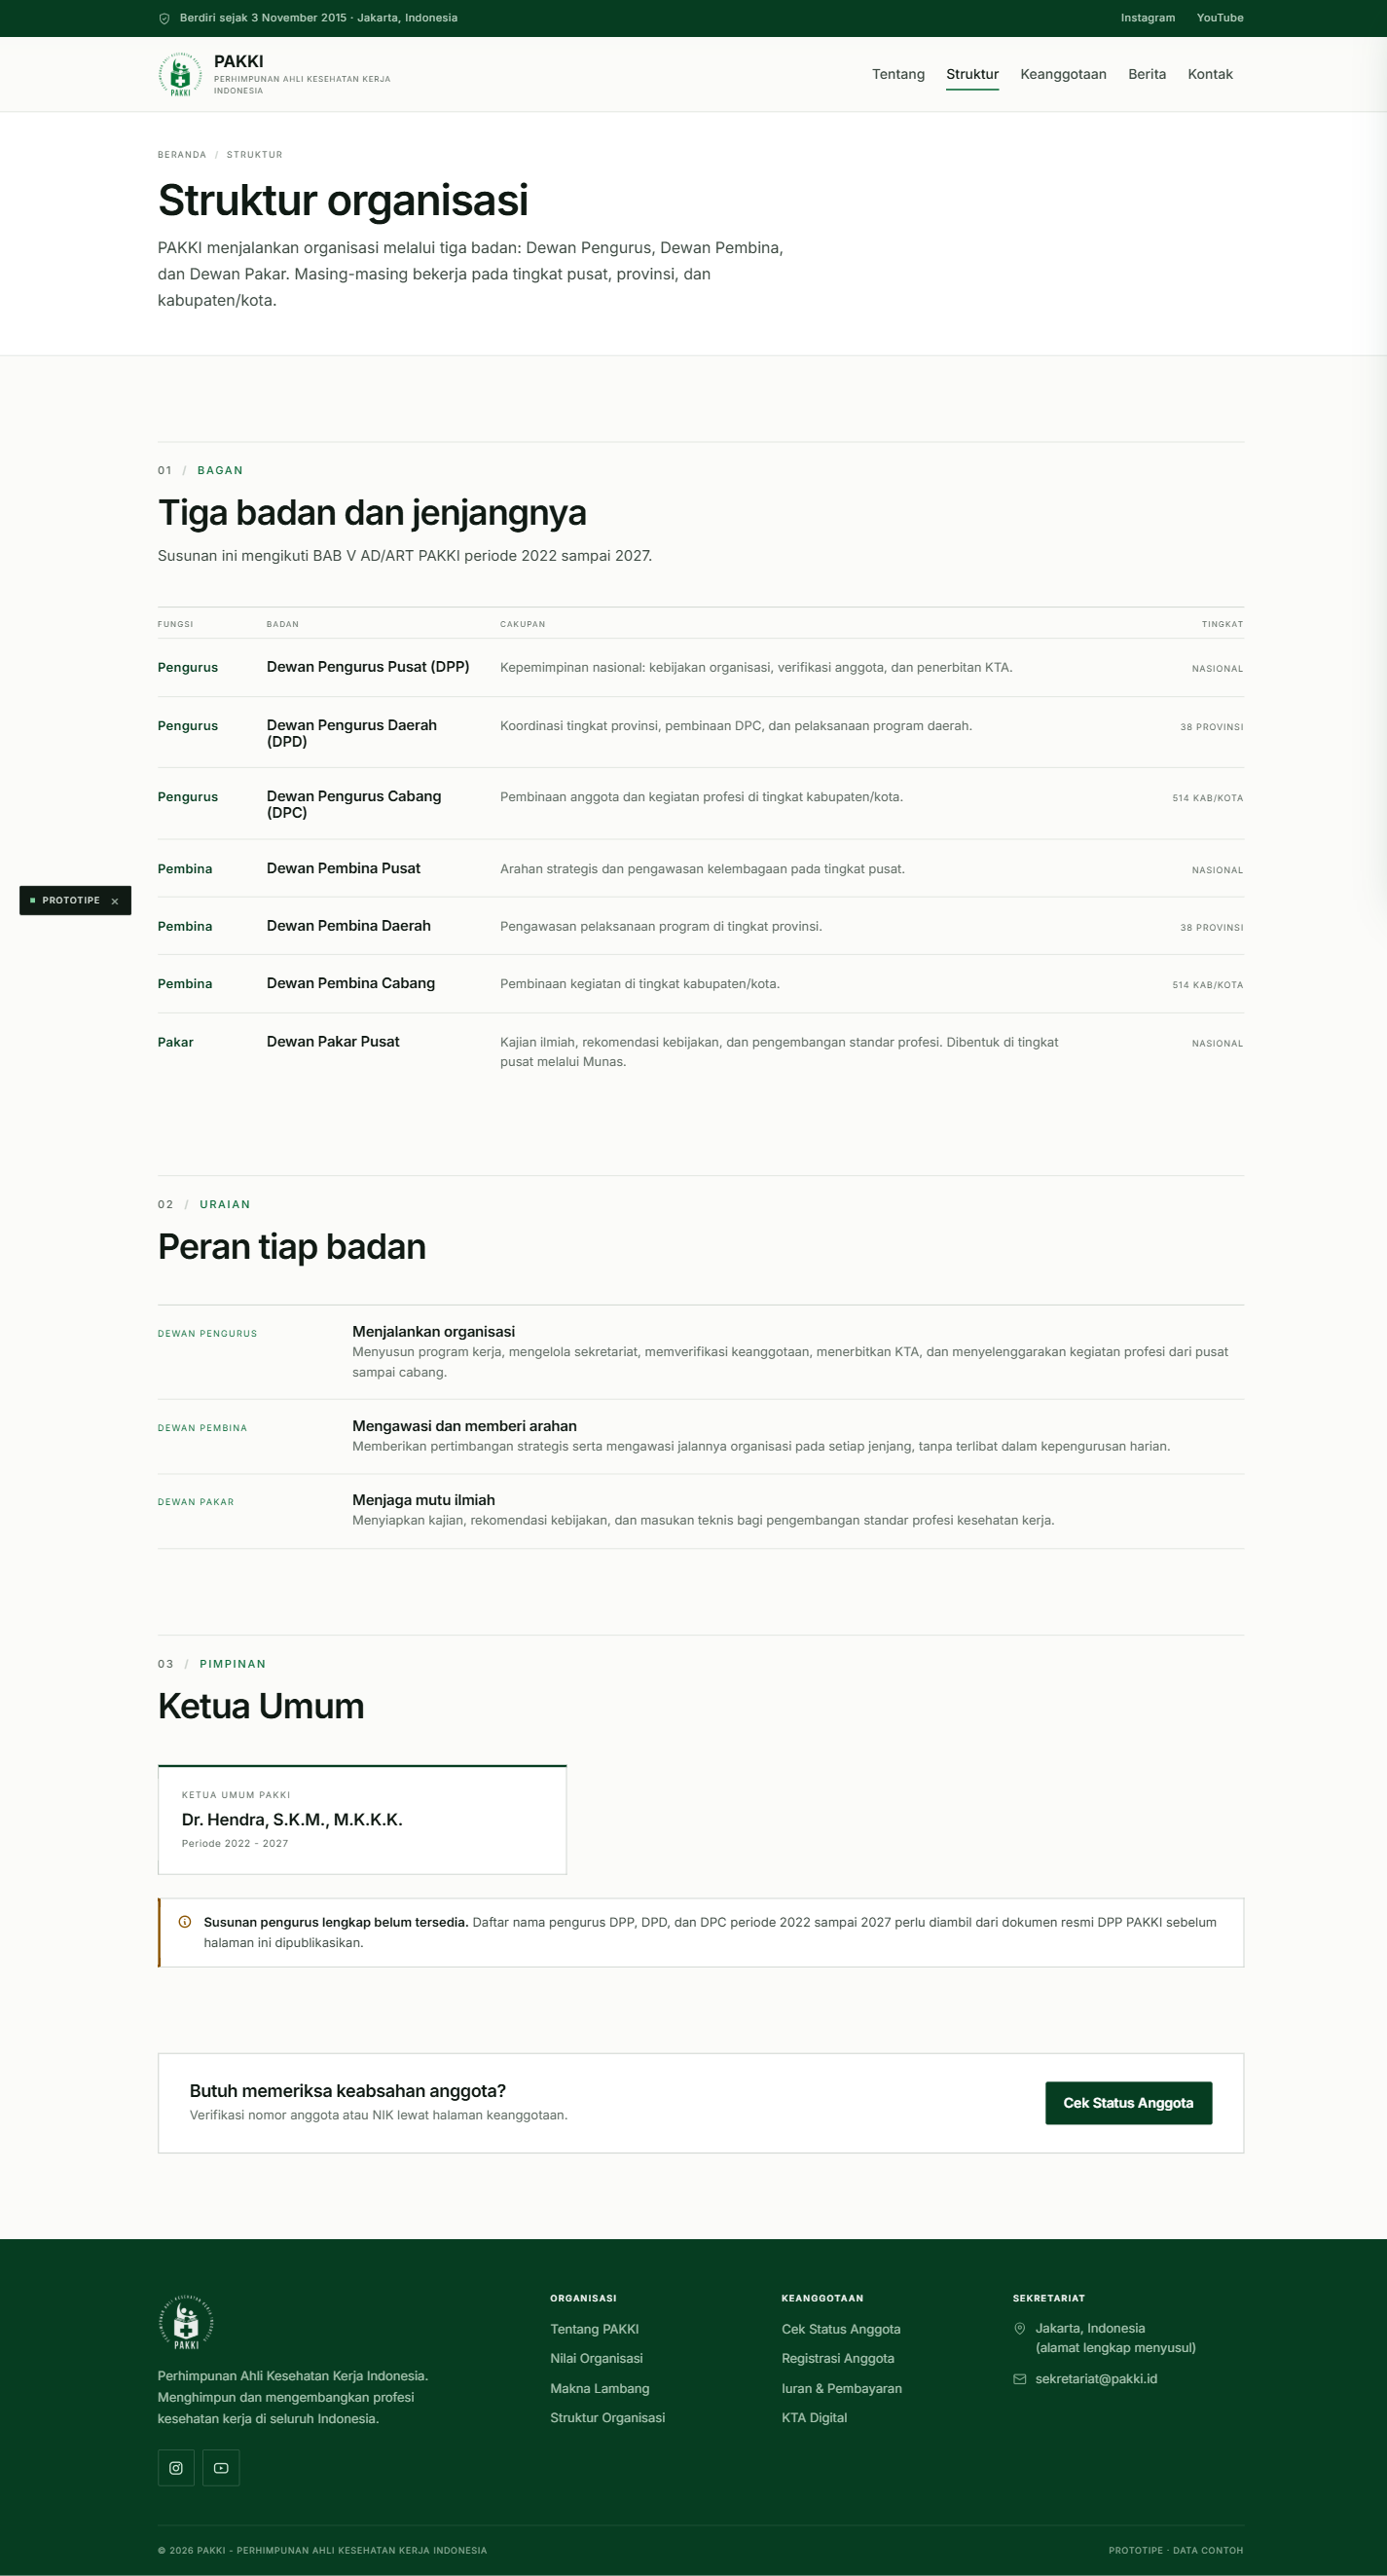 Berdiri sejak 3 November 2015 · Jakarta, Indonesia
Instagram YouTube
PAKKI
PERHIMPUNAN AHLI KESEHATAN KERJA
INDONESIA
PAKKI
Tentang Struktur Keanggotaan Berita Kontak
BERANDA / STRUKTUR
Struktur organisasi
PAKKI menjalankan organisasi melalui tiga badan: Dewan Pengurus, Dewan Pembina,
dan Dewan Pakar. Masing-masing bekerja pada tingkat pusat, provinsi, dan
kabupaten/kota.
01 / BAGAN
Tiga badan dan jenjangnya
Susunan ini mengikuti BAB V AD/ART PAKKI periode 2022 sampai 2027.
FUNGSI BADAN CAKUPAN TINGKAT
Pengurus Dewan Pengurus Pusat (DPP) Kepemimpinan nasional: kebijakan organisasi, verifikasi anggota, dan penerbitan KTA. NASIONAL
Pengurus Dewan Pengurus Daerah Koordinasi tingkat provinsi, pembinaan DPC, dan pelaksanaan program daerah. 38 PROVINSI
(DPD)
Pengurus Dewan Pengurus Cabang Pembinaan anggota dan kegiatan profesi di tingkat kabupaten/kota. 514 KAB/KOTA
(DPC)
Pembina Dewan Pembina Pusat Arahan strategis dan pengawasan kelembagaan pada tingkat pusat. NASIONAL
PROTOTIPE ×
Pembina Dewan Pembina Daerah Pengawasan pelaksanaan program di tingkat provinsi. 38 PROVINSI
Pembina Dewan Pembina Cabang Pembinaan kegiatan di tingkat kabupaten/kota. 514 KAB/KOTA
Pakar Dewan Pakar Pusat Kajian ilmiah, rekomendasi kebijakan, dan pengembangan standar profesi. Dibentuk di tingkat NASIONAL
pusat melalui Munas.
02 / URAIAN
Peran tiap badan
DEWAN PENGURUS Menjalankan organisasi
Menyusun program kerja, mengelola sekretariat, memverifikasi keanggotaan, menerbitkan KTA, dan menyelenggarakan kegiatan profesi dari pusat
sampai cabang.
DEWAN PEMBINA Mengawasi dan memberi arahan
Memberikan pertimbangan strategis serta mengawasi jalannya organisasi pada setiap jenjang, tanpa terlibat dalam kepengurusan harian.
DEWAN PAKAR Menjaga mutu ilmiah
Menyiapkan kajian, rekomendasi kebijakan, dan masukan teknis bagi pengembangan standar profesi kesehatan kerja.
03 / PIMPINAN
Ketua Umum
KETUA UMUM PAKKI
Dr. Hendra, S.K.M., M.K.K.K.
Periode 2022 - 2027
Susunan pengurus lengkap belum tersedia. Daftar nama pengurus DPP, DPD, dan DPC periode 2022 sampai 2027 perlu diambil dari dokumen resmi DPP PAKKI sebelum
halaman ini dipublikasikan.
Butuh memeriksa keabsahan anggota?
Verifikasi nomor anggota atau NIK lewat halaman keanggotaan.
Cek Status Anggota
PAKKI
Perhimpunan Ahli Kesehatan Kerja Indonesia.
Menghimpun dan mengembangkan profesi
kesehatan kerja di seluruh Indonesia.
ORGANISASI
Tentang PAKKI
Nilai Organisasi
Makna Lambang
Struktur Organisasi
KEANGGOTAAN
Cek Status Anggota
Registrasi Anggota
Iuran & Pembayaran
KTA Digital
SEKRETARIAT
Jakarta, Indonesia
(alamat lengkap menyusul)
sekretariat@pakki.id
© 2026 PAKKI - PERHIMPUNAN AHLI KESEHATAN KERJA INDONESIA
PROTOTIPE · DATA CONTOH